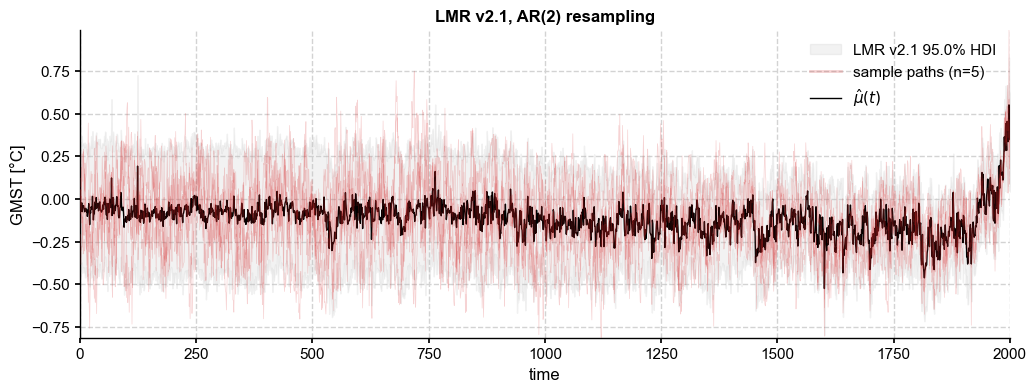 LMR v2.1, AR(2) resampling
LMR v2.1 95.0% HDI
sample paths (n=5)
μ̂(t)
GMST [°C]
0.75
0.50
0.25
0.00
−0.25
−0.50
−0.75
0 250 500 750 1000 1250 1500 1750 2000
time